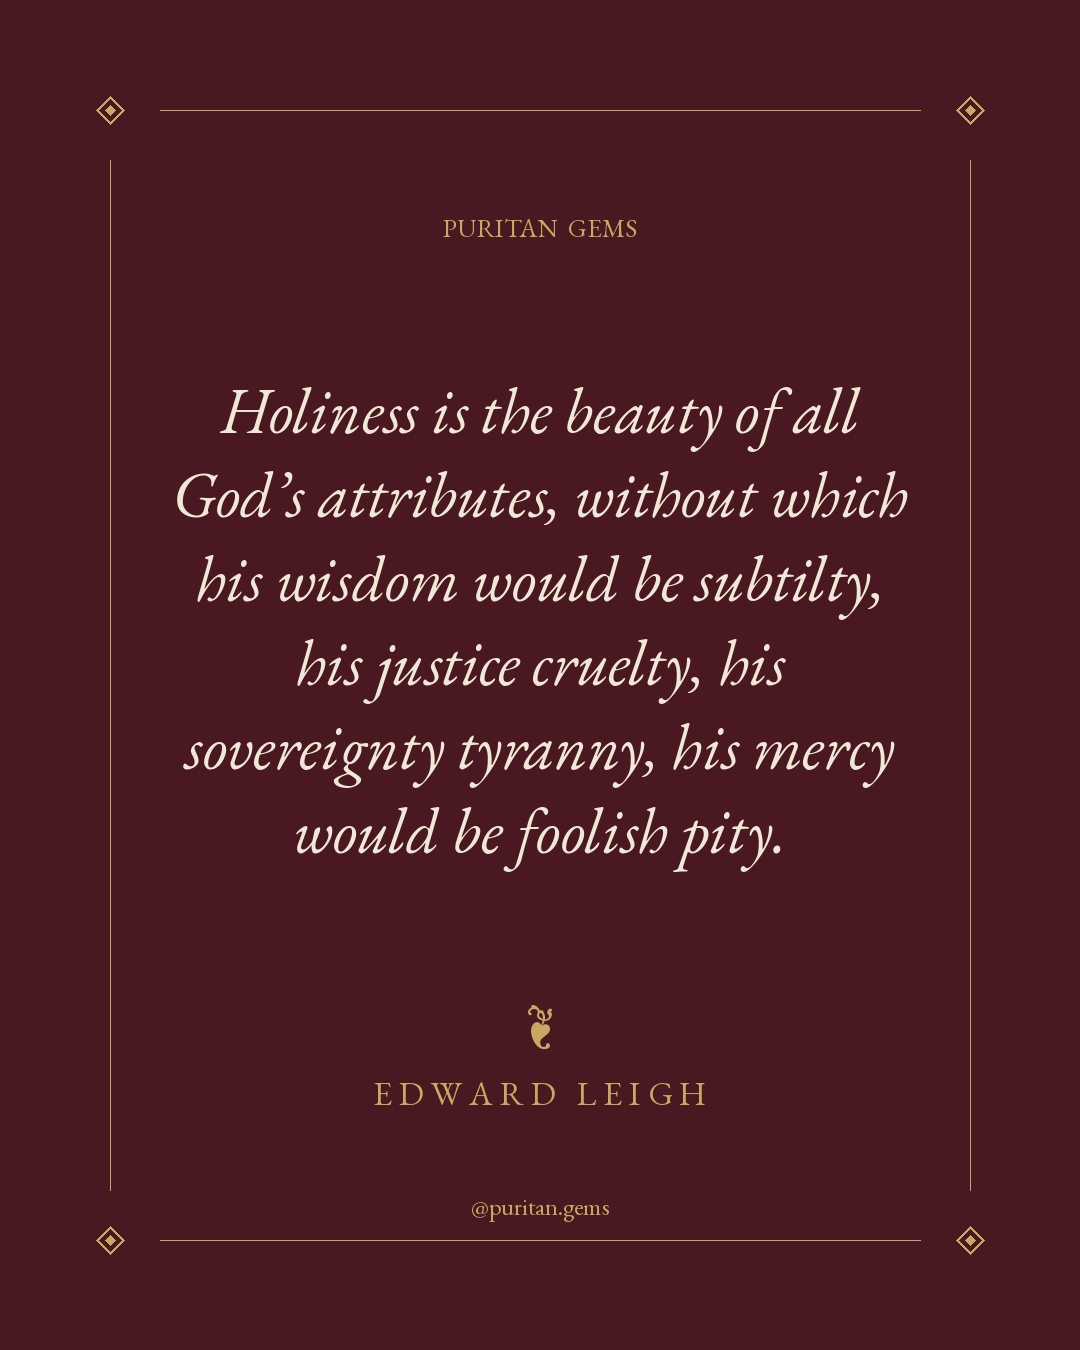 PURITAN GEMS
Holiness is the beauty of all
God’s attributes, without which
his wisdom would be subtilty,
his justice cruelty, his
sovereignty tyranny, his mercy
would be foolish pity.
❦
EDWARD LEIGH
@puritan.gems